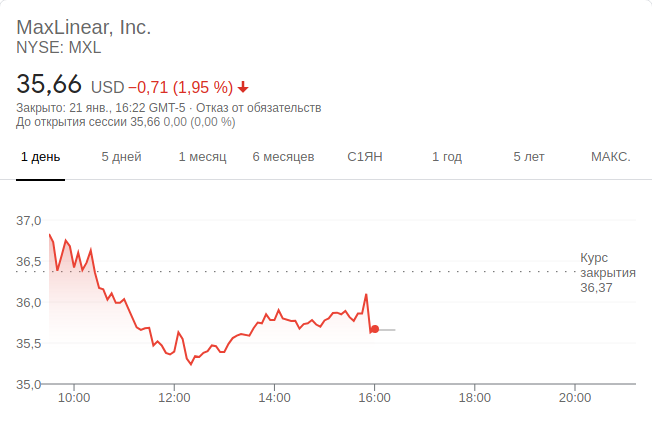 MaxLinear, Inc.
NYSE: MXL
35,66 USD −0,71 (1,95 %)
Закрыто: 21 янв., 16:22 GMT-5 · Отказ от обязательств
До открытия сессии 35,66 0,00 (0,00 %)
1 день 5 дней 1 месяц 6 месяцев С1ЯН 1 год 5 лет МАКС.
37,0
36,5
Курс
закрытия
36,37
36,0
35,5
35,0
10:00 12:00 14:00 16:00 18:00 20:00